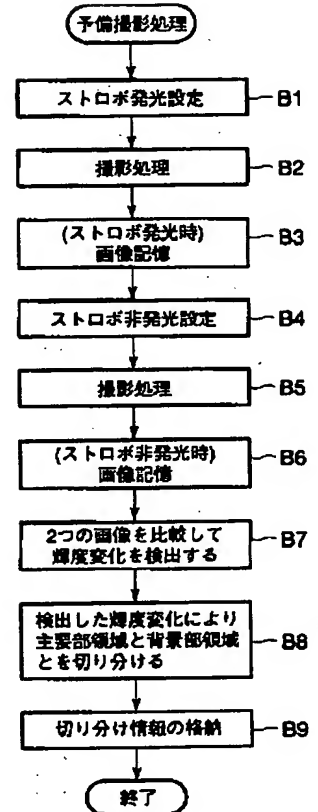 予備撮影処理
ストロボ発光設定
B1
撮影処理
B2
(ストロボ発光時)
画像記憶
B3
ストロボ非発光設定
B4
撮影処理
B5
(ストロボ非発光時)
画像記憶
B6
2つの画像を比較して
輝度変化を検出する
B7
検出した輝度変化により
主要部領域と背景部領域
とを切り分ける
B8
切り分け情報の格納
B9
終了